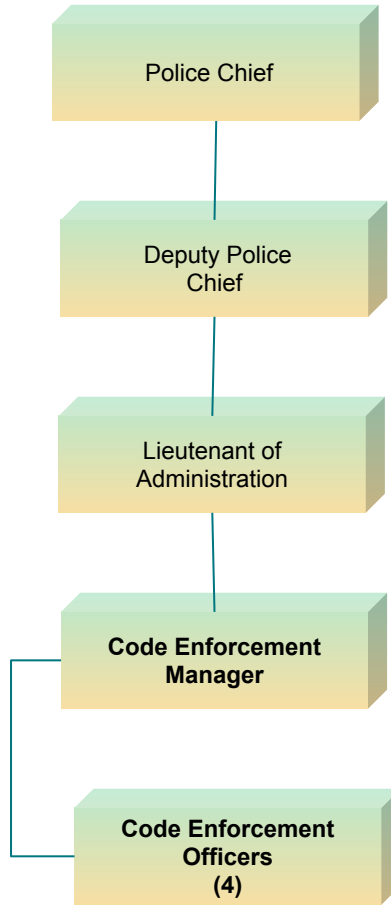 Police Chief
Deputy Police
Chief
Lieutenant of
Administration
Code Enforcement
Manager
Code Enforcement
Officers
(4)